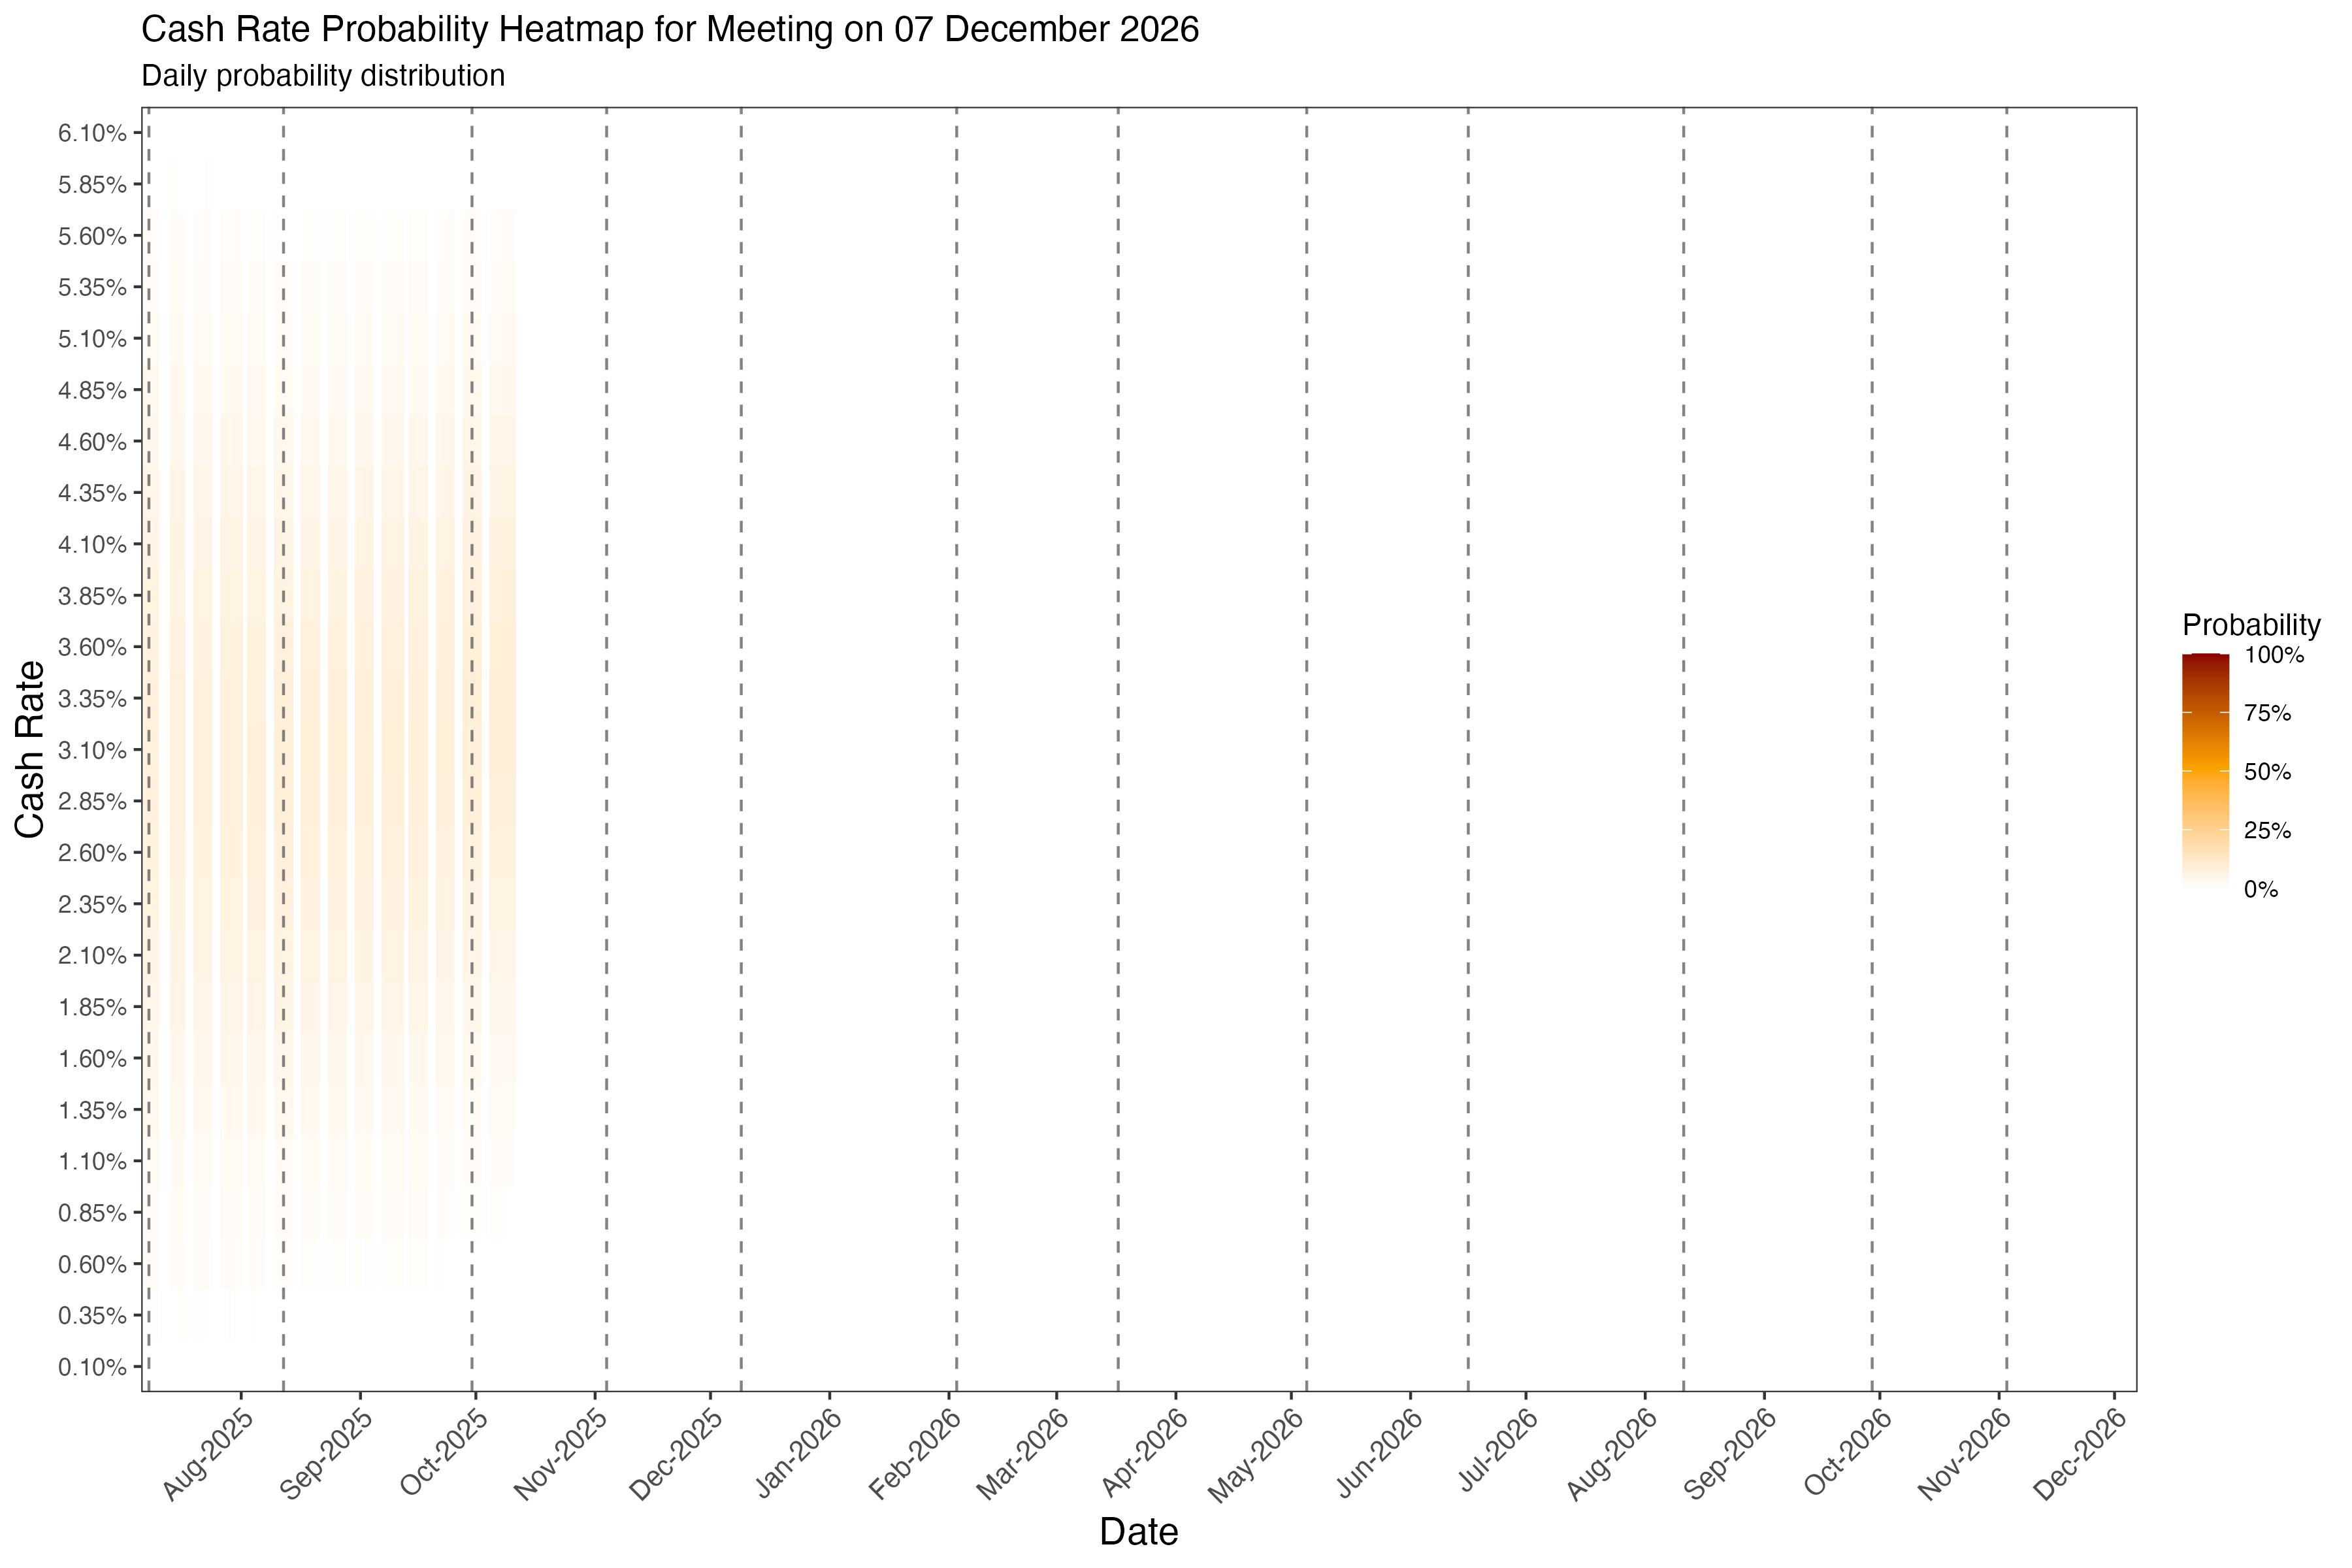 Cash Rate Probability Heatmap for Meeting on 07 December 2026
Daily probability distribution
Cash Rate
6.10%
5.85%
5.60%
5.35%
5.10%
4.85%
4.60%
4.35%
4.10%
3.85%
3.60%
3.35%
3.10%
2.85%
2.60%
2.35%
2.10%
1.85%
1.60%
1.35%
1.10%
0.85%
0.60%
0.35%
0.10%
Aug-2025
Sep-2025
Oct-2025
Nov-2025
Dec-2025
Jan-2026
Feb-2026
Mar-2026
Apr-2026
May-2026
Jun-2026
Jul-2026
Aug-2026
Sep-2026
Oct-2026
Nov-2026
Dec-2026
Date
Probability
100%
75%
50%
25%
0%